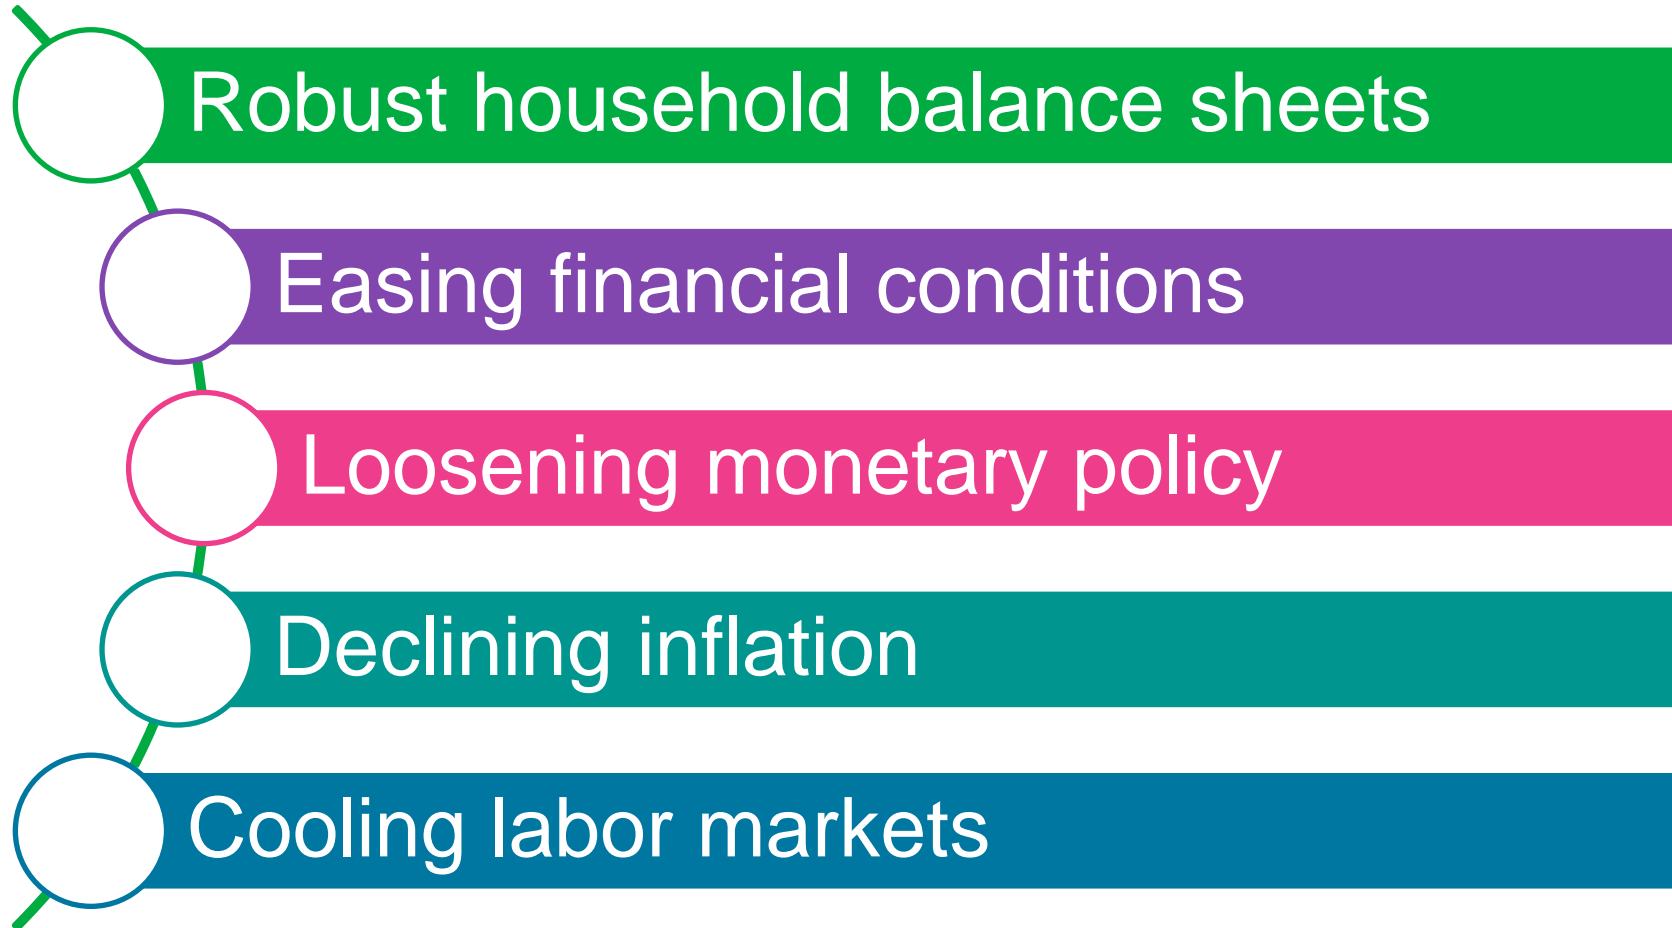 Robust household balance sheets
Easing financial conditions
Loosening monetary policy
Declining inflation
Cooling labor markets